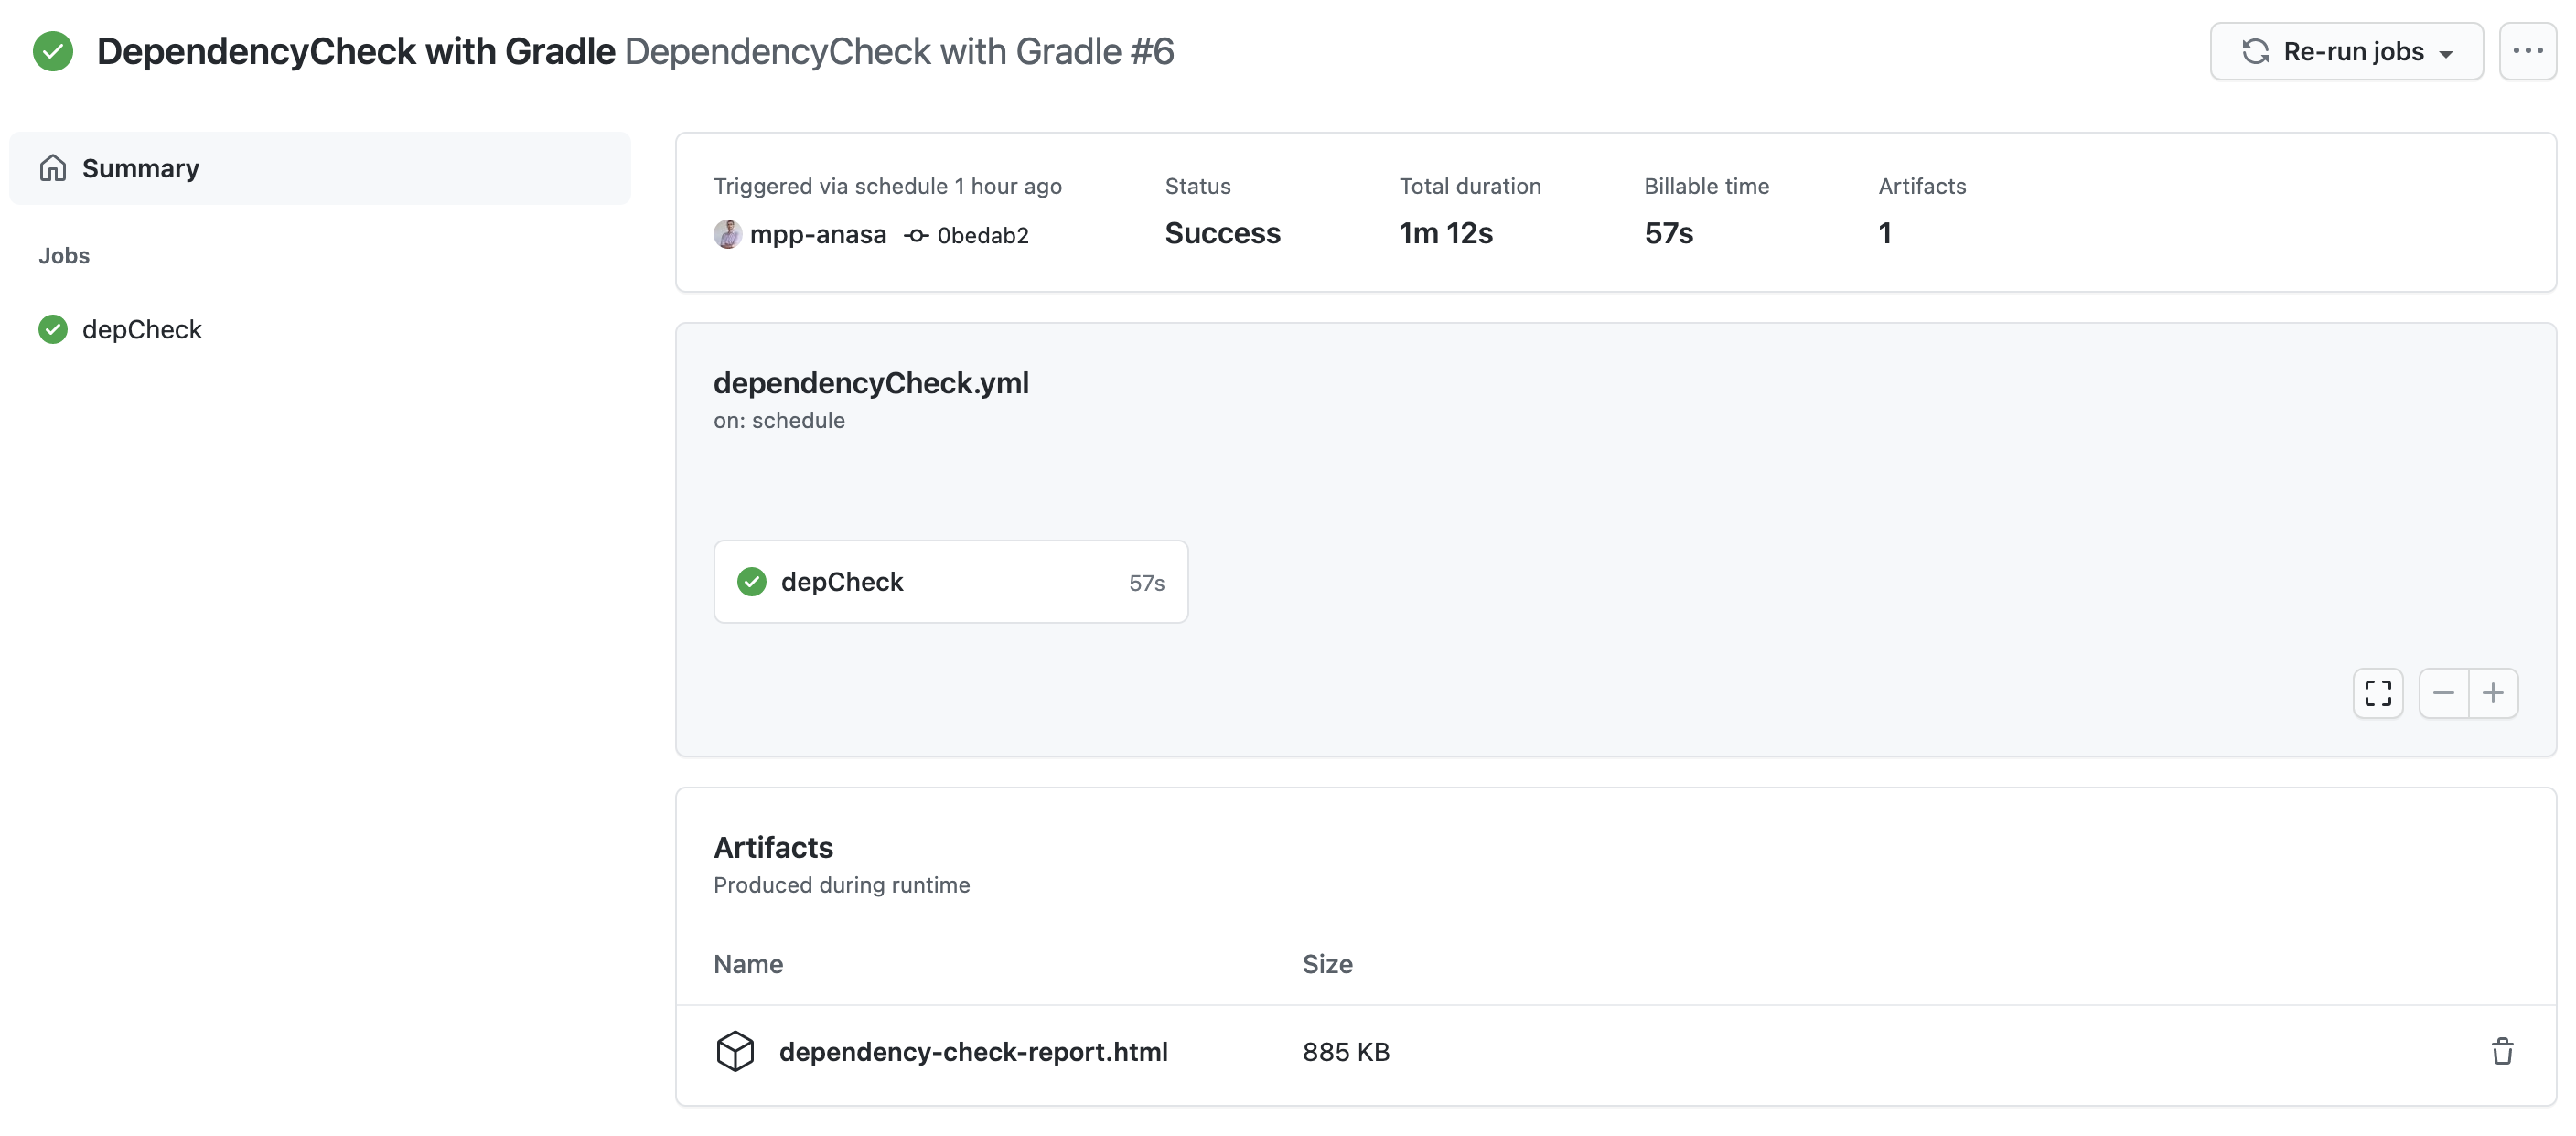 DependencyCheck with Gradle DependencyCheck with Gradle #6
Re-run jobs
Summary
Jobs
depCheck
Triggered via schedule 1 hour ago
mpp-anasa 0bedab2
Status
Success
Total duration
1m 12s
Billable time
57s
Artifacts
1
dependencyCheck.yml
on: schedule
depCheck 57s
Artifacts
Produced during runtime
Name Size
dependency-check-report.html 885 KB